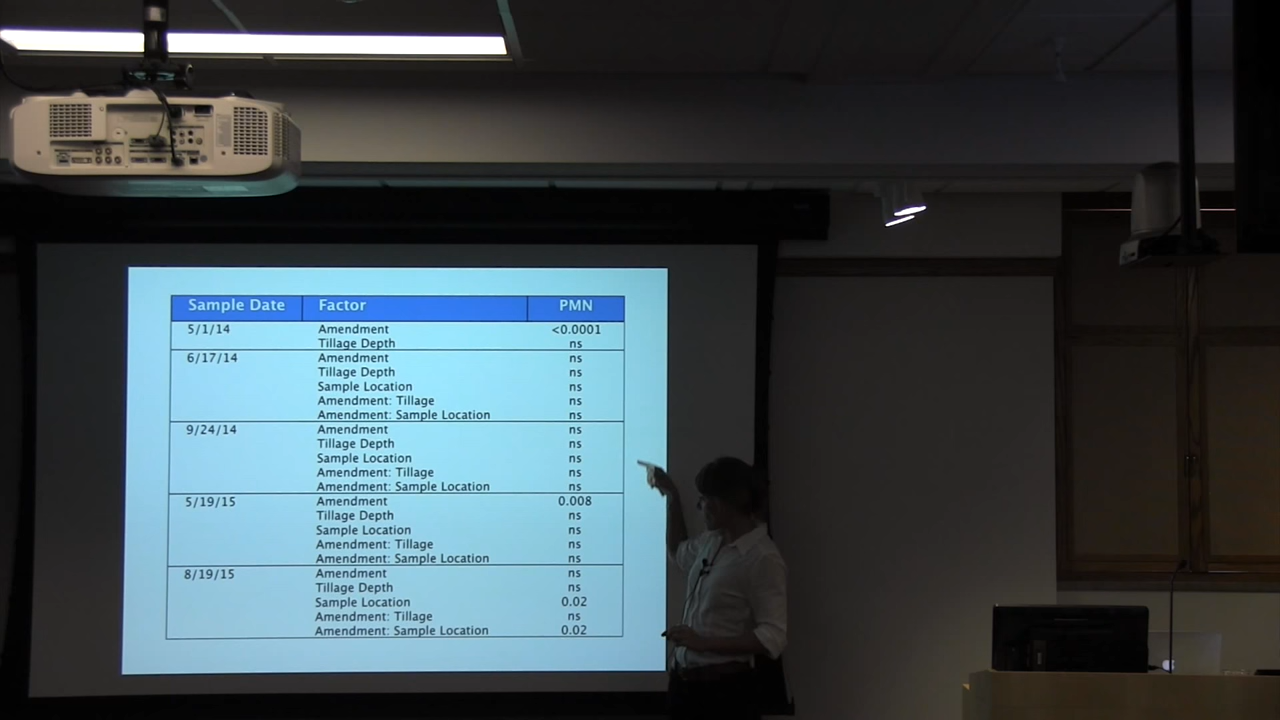 Sample Date Factor PMN
5/1/14 Amendment <0.0001
Tillage Depth ns
6/17/14 Amendment ns
Tillage Depth ns
Sample Location ns
Amendment: Tillage ns
Amendment: Sample Location ns
9/24/14 Amendment ns
Tillage Depth ns
Sample Location ns
Amendment: Tillage ns
Amendment: Sample Location ns
5/19/15 Amendment 0.008
Tillage Depth ns
Sample Location ns
Amendment: Tillage ns
Amendment: Sample Location ns
8/19/15 Amendment ns
Tillage Depth ns
Sample Location 0.02
Amendment: Tillage ns
Amendment: Sample Location 0.02